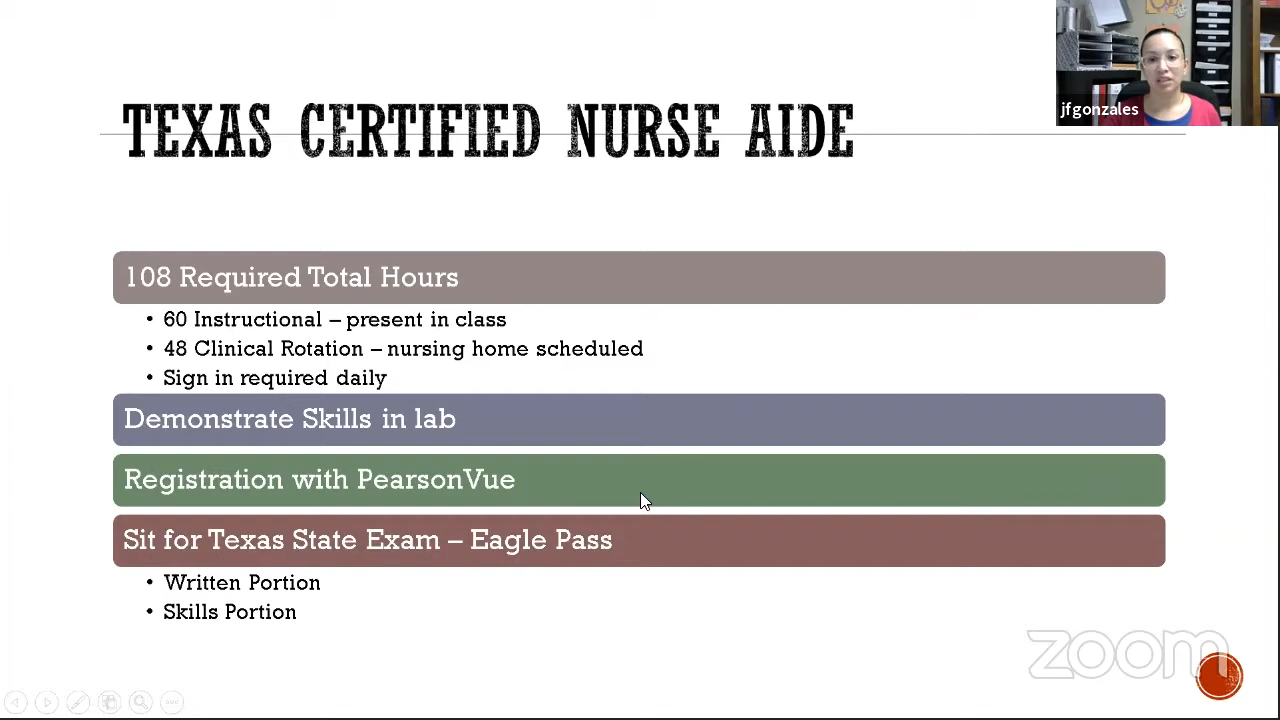 jfgonzales
TEXAS CERTIFIED NURSE AIDE
108 Required Total Hours
• 60 Instructional – present in class
• 48 Clinical Rotation – nursing home scheduled
• Sign in required daily
Demonstrate Skills in lab
Registration with PearsonVue
Sit for Texas State Exam – Eagle Pass
• Written Portion
• Skills Portion
zoom